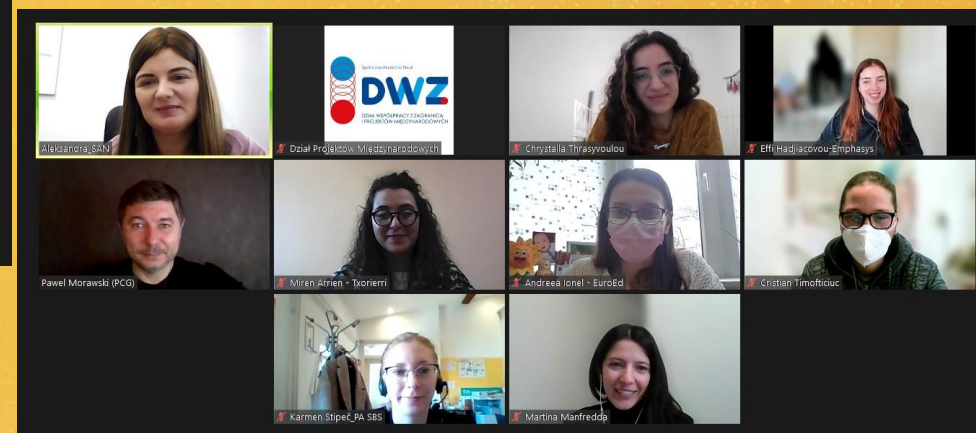 Aleksandra_SAN
Społeczna Akademia Nauk
DWZ
DZIAŁ WSPÓŁPRACY Z ZAGRANICĄ
I PROJEKTÓW MIĘDZYNARODOWYCH
Dział Projektów Międzynarodowych
Chrystalla Thrasyvoulou
Effi Hadjiacovou-Emphasys
Pawel Morawski (PCG)
Miren Arrien - Txorierri
Andreea Ionel - EuroEd
Cristian Timofticiuc
Karmen Stipeč_PA SBS
Martina Manfredda